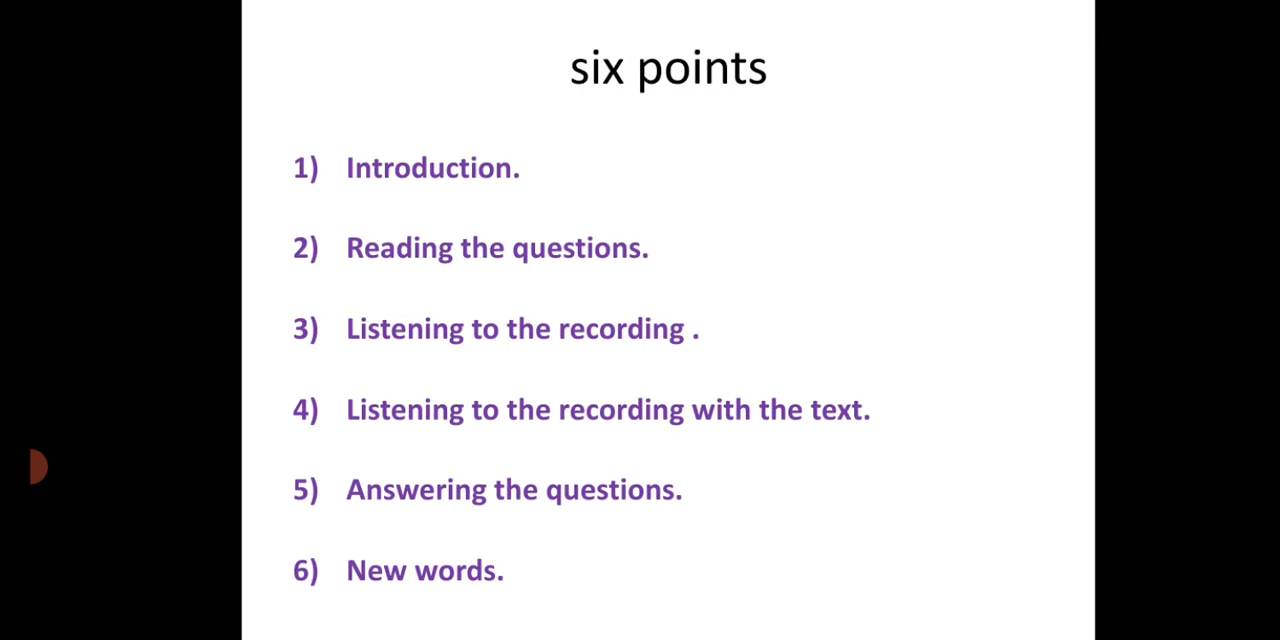 six points
1) Introduction.
2) Reading the questions.
3) Listening to the recording .
4) Listening to the recording with the text.
5) Answering the questions.
6) New words.